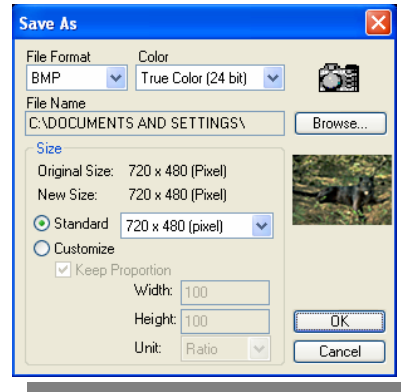 Save As
File Format Color
BMP True Color (24 bit)
File Name
C:\DOCUMENTS AND SETTINGS\ Browse...
Size
Original Size: 720 x 480 (Pixel)
New Size: 720 x 480 (Pixel)
Standard 720 x 480 (pixel)
Customize
Keep Proportion
Width: 100
Height: 100 OK
Unit: Ratio Cancel